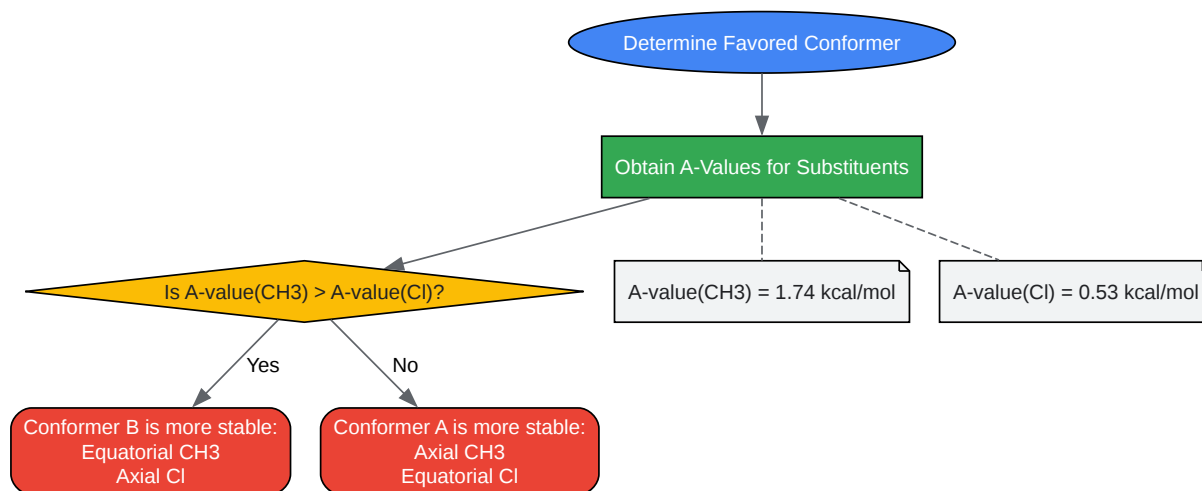 Determine Favored Conformer
Obtain A-Values for Substituents
Is A-value(CH3) > A-value(Cl)?
A-value(CH3) = 1.74 kcal/mol
A-value(Cl) = 0.53 kcal/mol
Yes
No
Conformer B is more stable:
Equatorial CH3
Axial Cl
Conformer A is more stable:
Axial CH3
Equatorial Cl